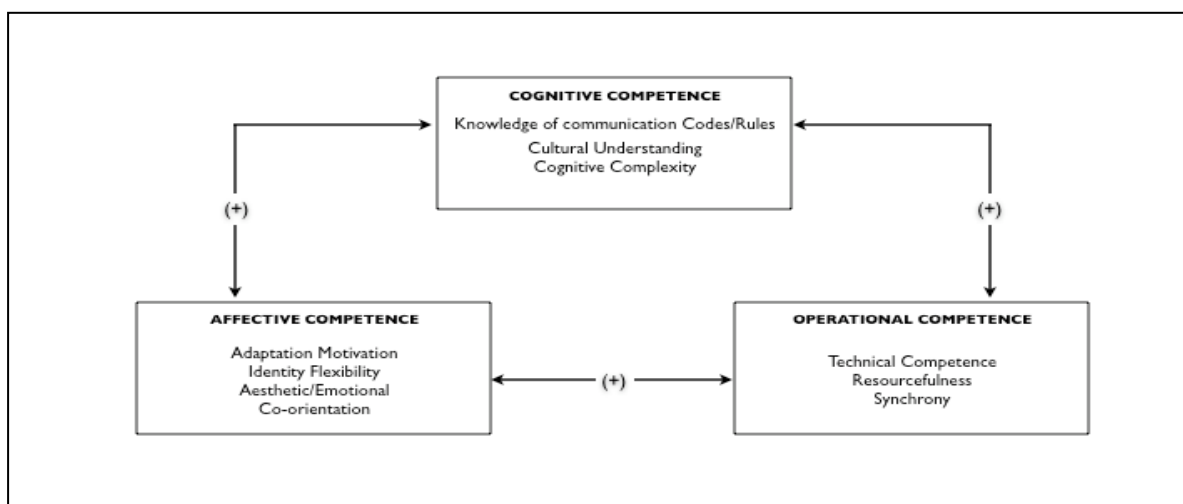 COGNITIVE COMPETENCE
Knowledge of communication Codes/Rules
Cultural Understanding
Cognitive Complexity
(+)
(+)
AFFECTIVE COMPETENCE
Adaptation Motivation
Identity Flexibility
Aesthetic/Emotional
Co-orientation
(+)
OPERATIONAL COMPETENCE
Technical Competence
Resourcefulness
Synchrony